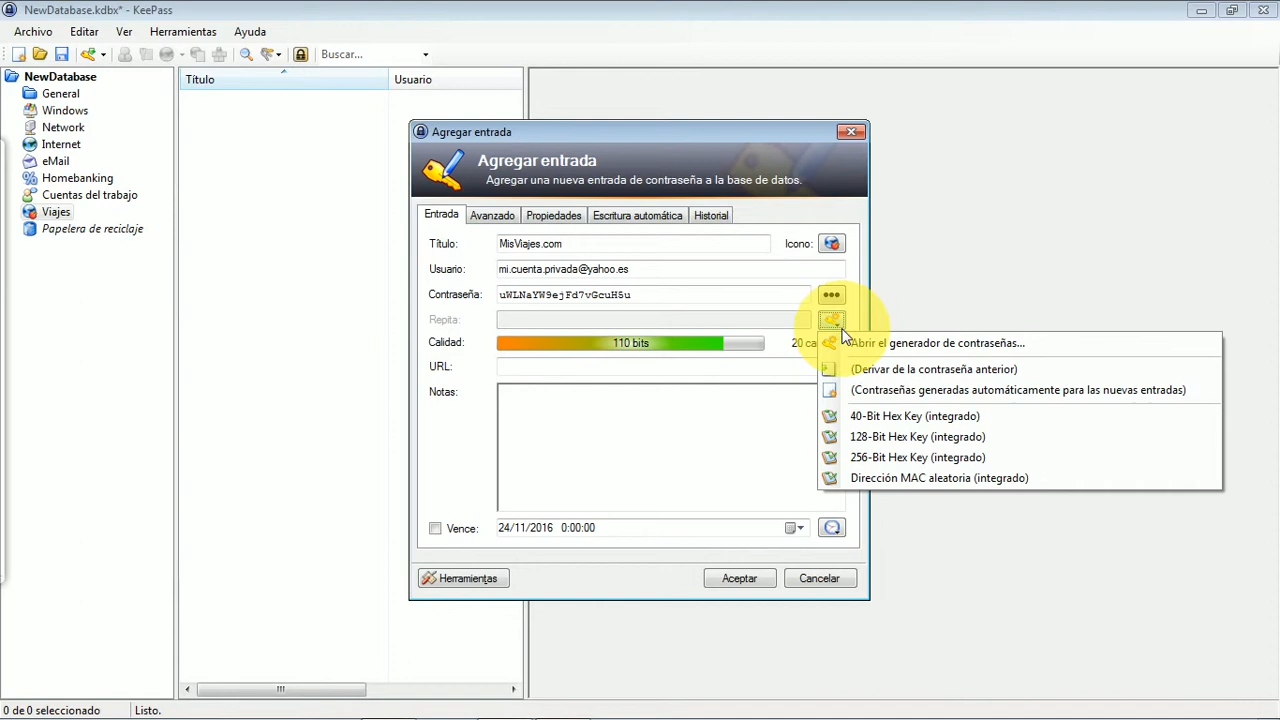 NewDatabase.kdbx* - KeePass
Archivo Editar Ver Herramientas Ayuda
Buscar...
NewDatabase
General
Windows
Network
Internet
eMail
Homebanking
Cuentas del trabajo
Viajes
Papelera de reciclaje
Título Usuario
Agregar entrada
Agregar entrada
Agregar una nueva entrada de contraseña a la base de datos.
Entrada Avanzado Propiedades Escritura automática Historial
Título: MisViajes.com Icono:
Usuario: mi.cuenta.privada@yahoo.es
Contraseña: uWLNaYW9ejFd7vGcuH5u
Repita:
Calidad: 110 bits 20 ca
URL:
Notas:
Abrir el generador de contraseñas...
(Derivar de la contraseña anterior)
(Contraseñas generadas automáticamente para las nuevas entradas)
40-Bit Hex Key (integrado)
128-Bit Hex Key (integrado)
256-Bit Hex Key (integrado)
Dirección MAC aleatoria (integrado)
Vence: 24/11/2016 0:00:00
Herramientas Aceptar Cancelar
0 de 0 seleccionado Listo.